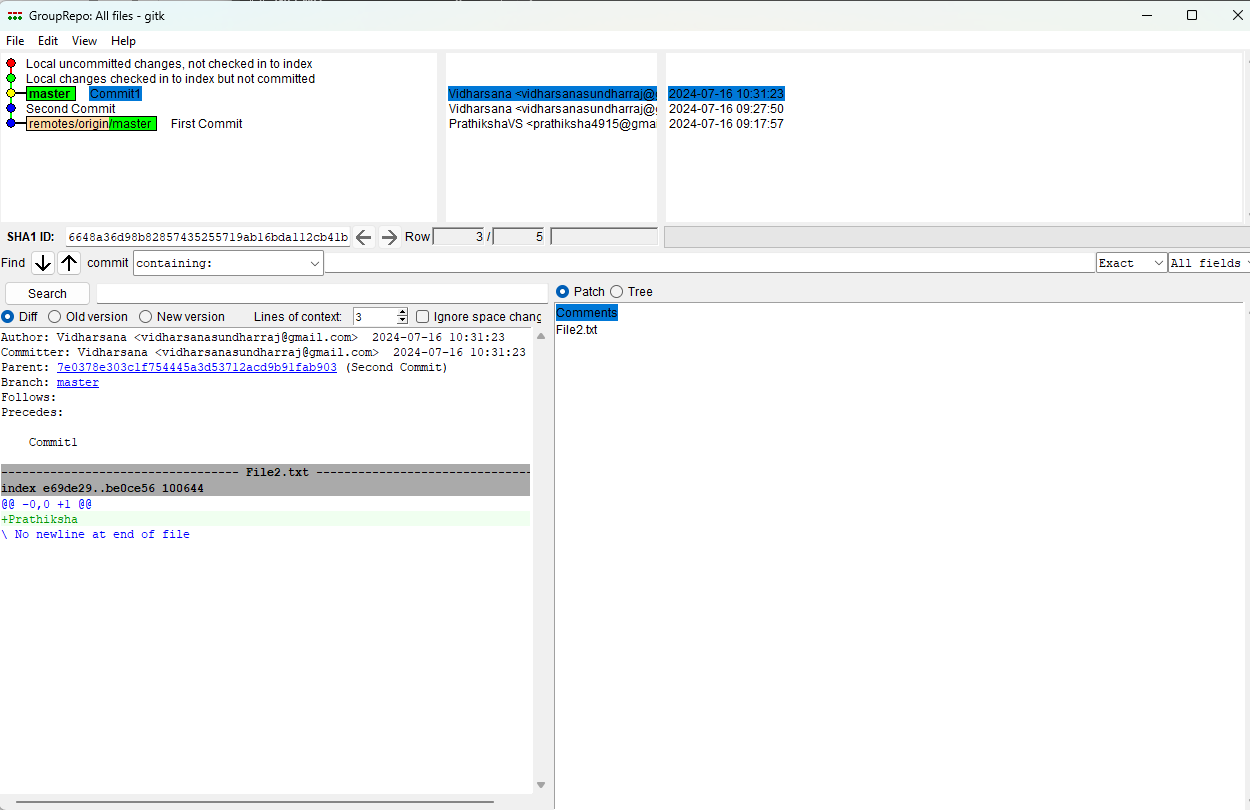 GroupRepo: All files - gitk
File Edit View Help
Local uncommitted changes, not checked in to index
Local changes checked in to index but not committed
master Commit1 Vidharsana <vidharsanasundharraj@g 2024-07-16 10:31:23
Second Commit Vidharsana <vidharsanasundharraj@g 2024-07-16 09:27:50
remotes/origin/master First Commit PrathikshaVS <prathiksha4915@gma 2024-07-16 09:17:57
SHA1 ID: 6648a36d98b82857435255719ab16bda112cb41b Row 3 / 5
Find commit containing: Exact All fields
Search
Patch Tree
Diff Old version New version Lines of context: 3 Ignore space chang
Comments
File2.txt
Author: Vidharsana <vidharsanasundharraj@gmail.com> 2024-07-16 10:31:23
Committer: Vidharsana <vidharsanasundharraj@gmail.com> 2024-07-16 10:31:23
Parent: 7e0378e303c1f754445a3d53712acd9b91fab903 (Second Commit)
Branch: master
Follows:
Precedes:
Commit1
---------------------------------- File2.txt -------------------------------
index e69de29..be0ce56 100644
@@ -0,0 +1 @@
+Prathiksha
\ No newline at end of file